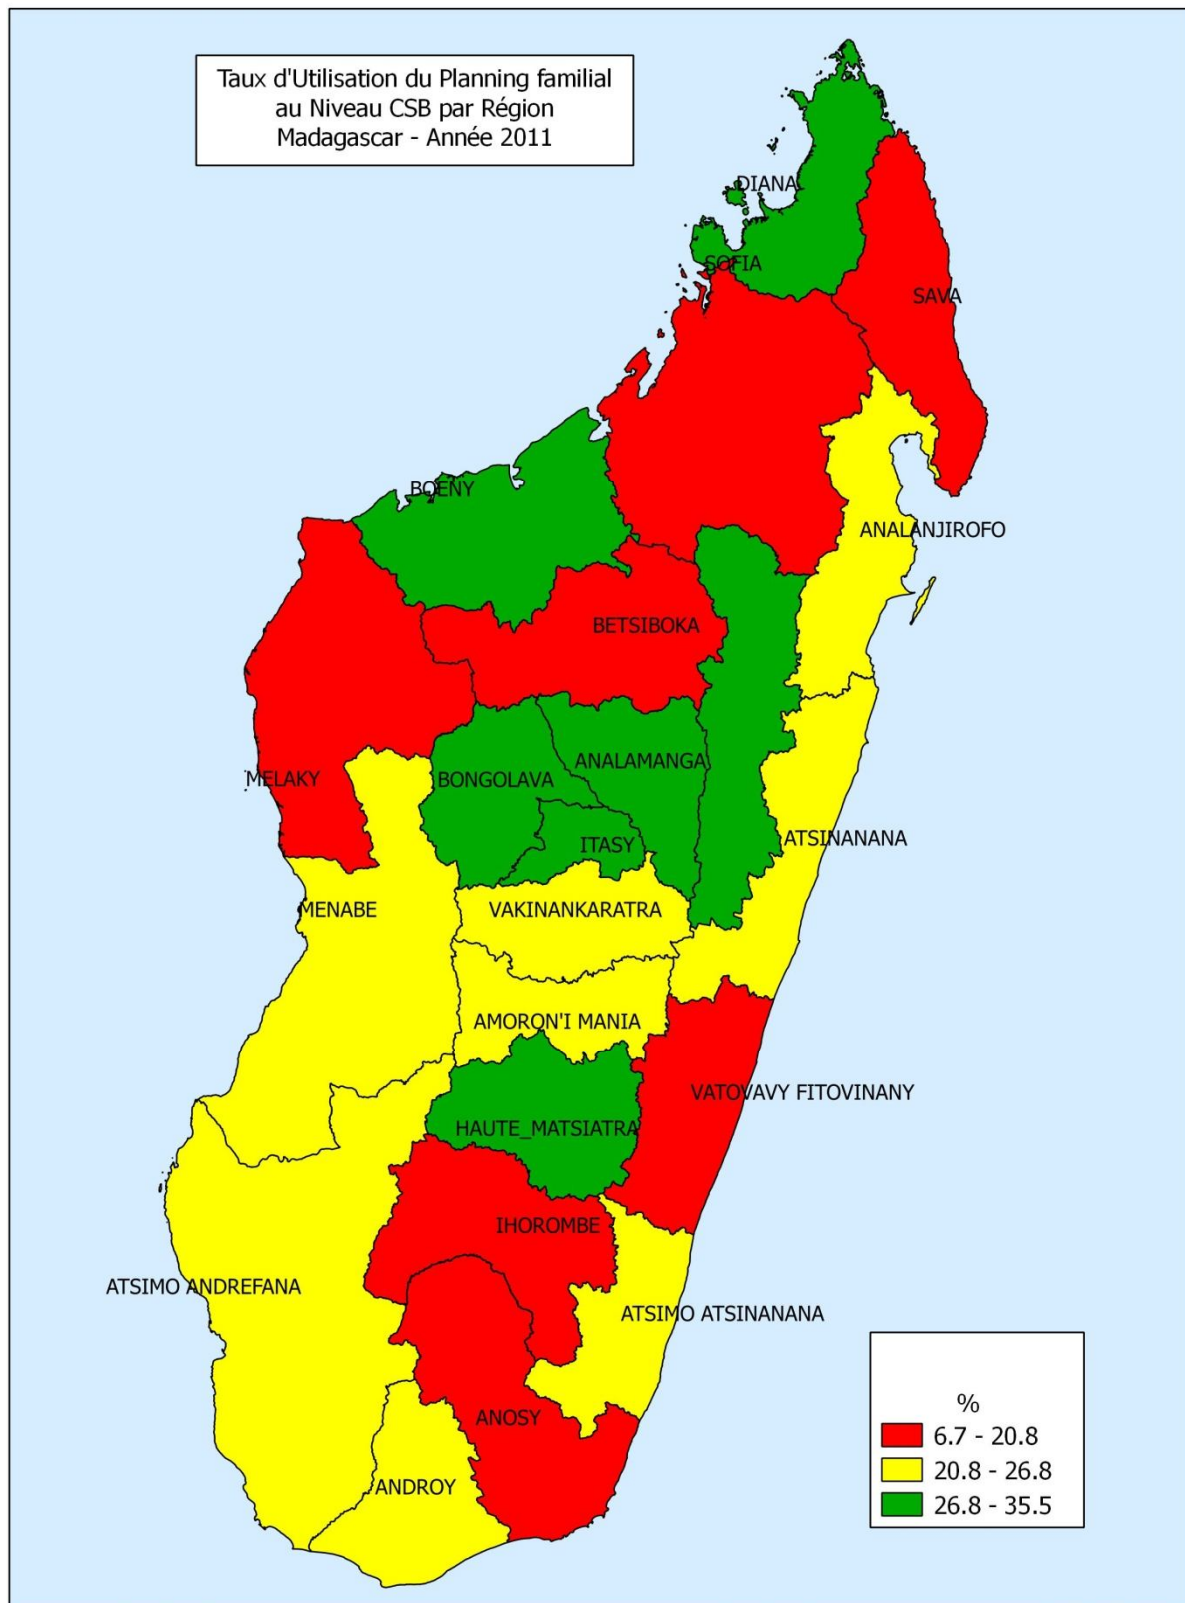 Taux d'Utilisation du Planning familial
au Niveau CSB par Région
Madagascar - Année 2011
DIANA
SOFIA
SAVA
BOENY
ANALANJIROFO
BETSIBOKA
ANALAMANGA
MELAKY
BONGOLAVA
ATSINANANA
ITASY
MENABE
VAKINANKARATRA
AMORON'I MANIA
VATOVAVY FITOVINANY
HAUTE_MATSIATRA
IHOROMBE
ATSIMO ANDREFANA
ATSIMO ATSINANANA
ANOSY
ANDROY
%
6.7 - 20.8
20.8 - 26.8
26.8 - 35.5